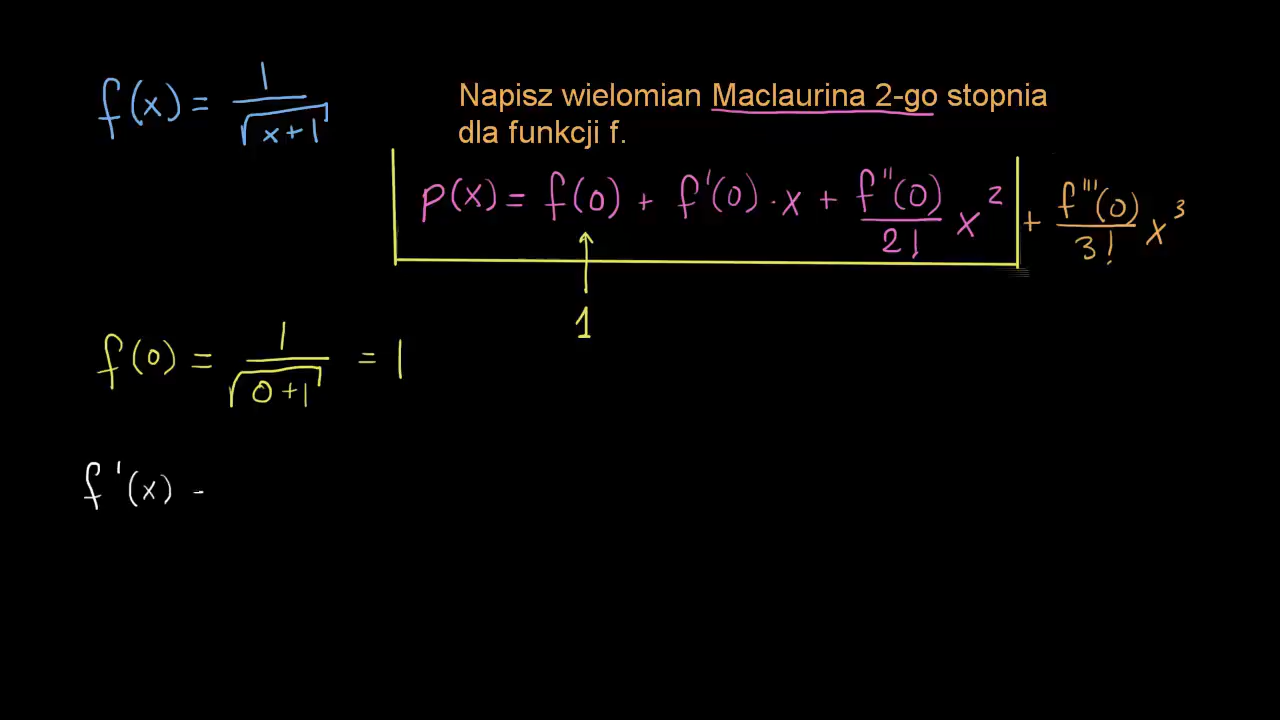 f(x) = 1/√(x+1)
Napisz wielomian Maclaurina 2-go stopnia
dla funkcji f.
p(x) = f(0) + f'(0)·x + f''(0)/2! x² + f'''(0)/3! x³
1
f(0) = 1/√(0+1) = 1
f'(x) -